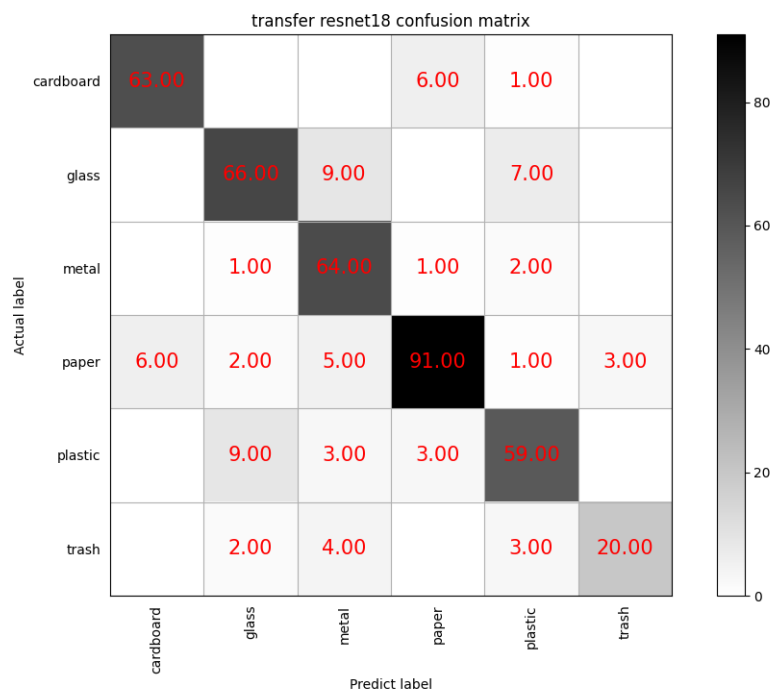 transfer resnet18 confusion matrix
cardboard 63.00 6.00 1.00
glass 66.00 9.00 7.00
metal 1.00 64.00 1.00 2.00
paper 6.00 2.00 5.00 91.00 1.00 3.00
plastic 9.00 3.00 3.00 59.00
trash 2.00 4.00 3.00 20.00
Actual label
cardboard glass metal paper plastic trash
Predict label
80
60
40
20
0